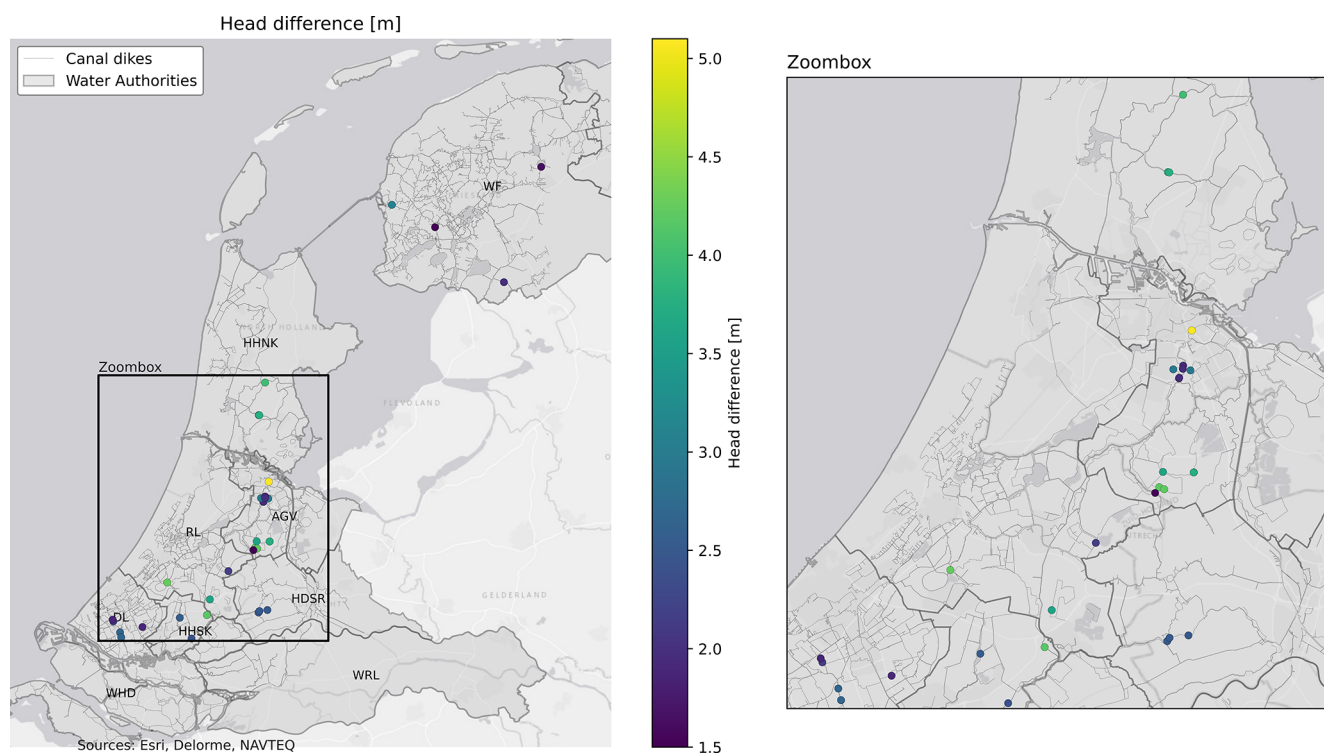 Head difference [m]
Canal dikes
Water Authorities
WF
HHNK
Zoombox
FLEVOLAND
RL
AGV
GELDERLAND
HDSR
DL
HHSK
WRL
WHD
Sources: Esri, Delorme, NAVTEQ
5.0
4.5
4.0
3.5
3.0
2.5
2.0
1.5
Head difference [m]
Zoombox